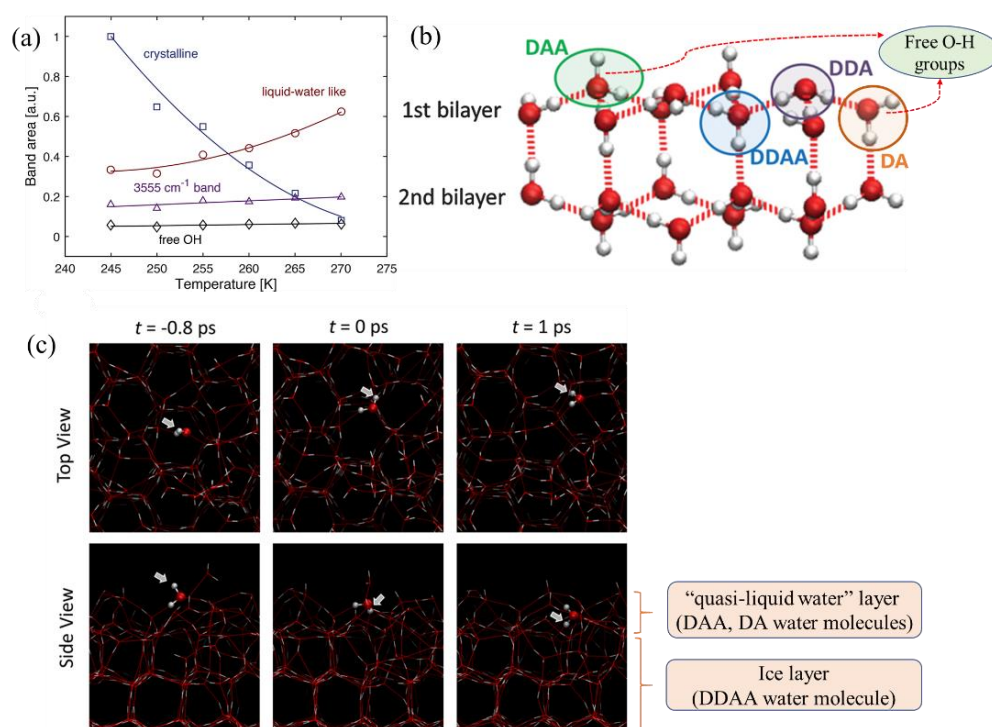 (a)
1
0.8
0.6
0.4
0.2
0
Band area [a.u.]
crystalline
liquid-water like
3555 cm⁻¹ band
free OH
240 245 250 255 260 265 270 275
Temperature [K]
(b)
DAA
DDA
Free O-H
groups
1st bilayer
DDAA
DA
2nd bilayer
(c)
t = -0.8 ps
t = 0 ps
t = 1 ps
Top View
Side View
“quasi-liquid water” layer
(DAA, DA water molecules)
Ice layer
(DDAA water molecule)